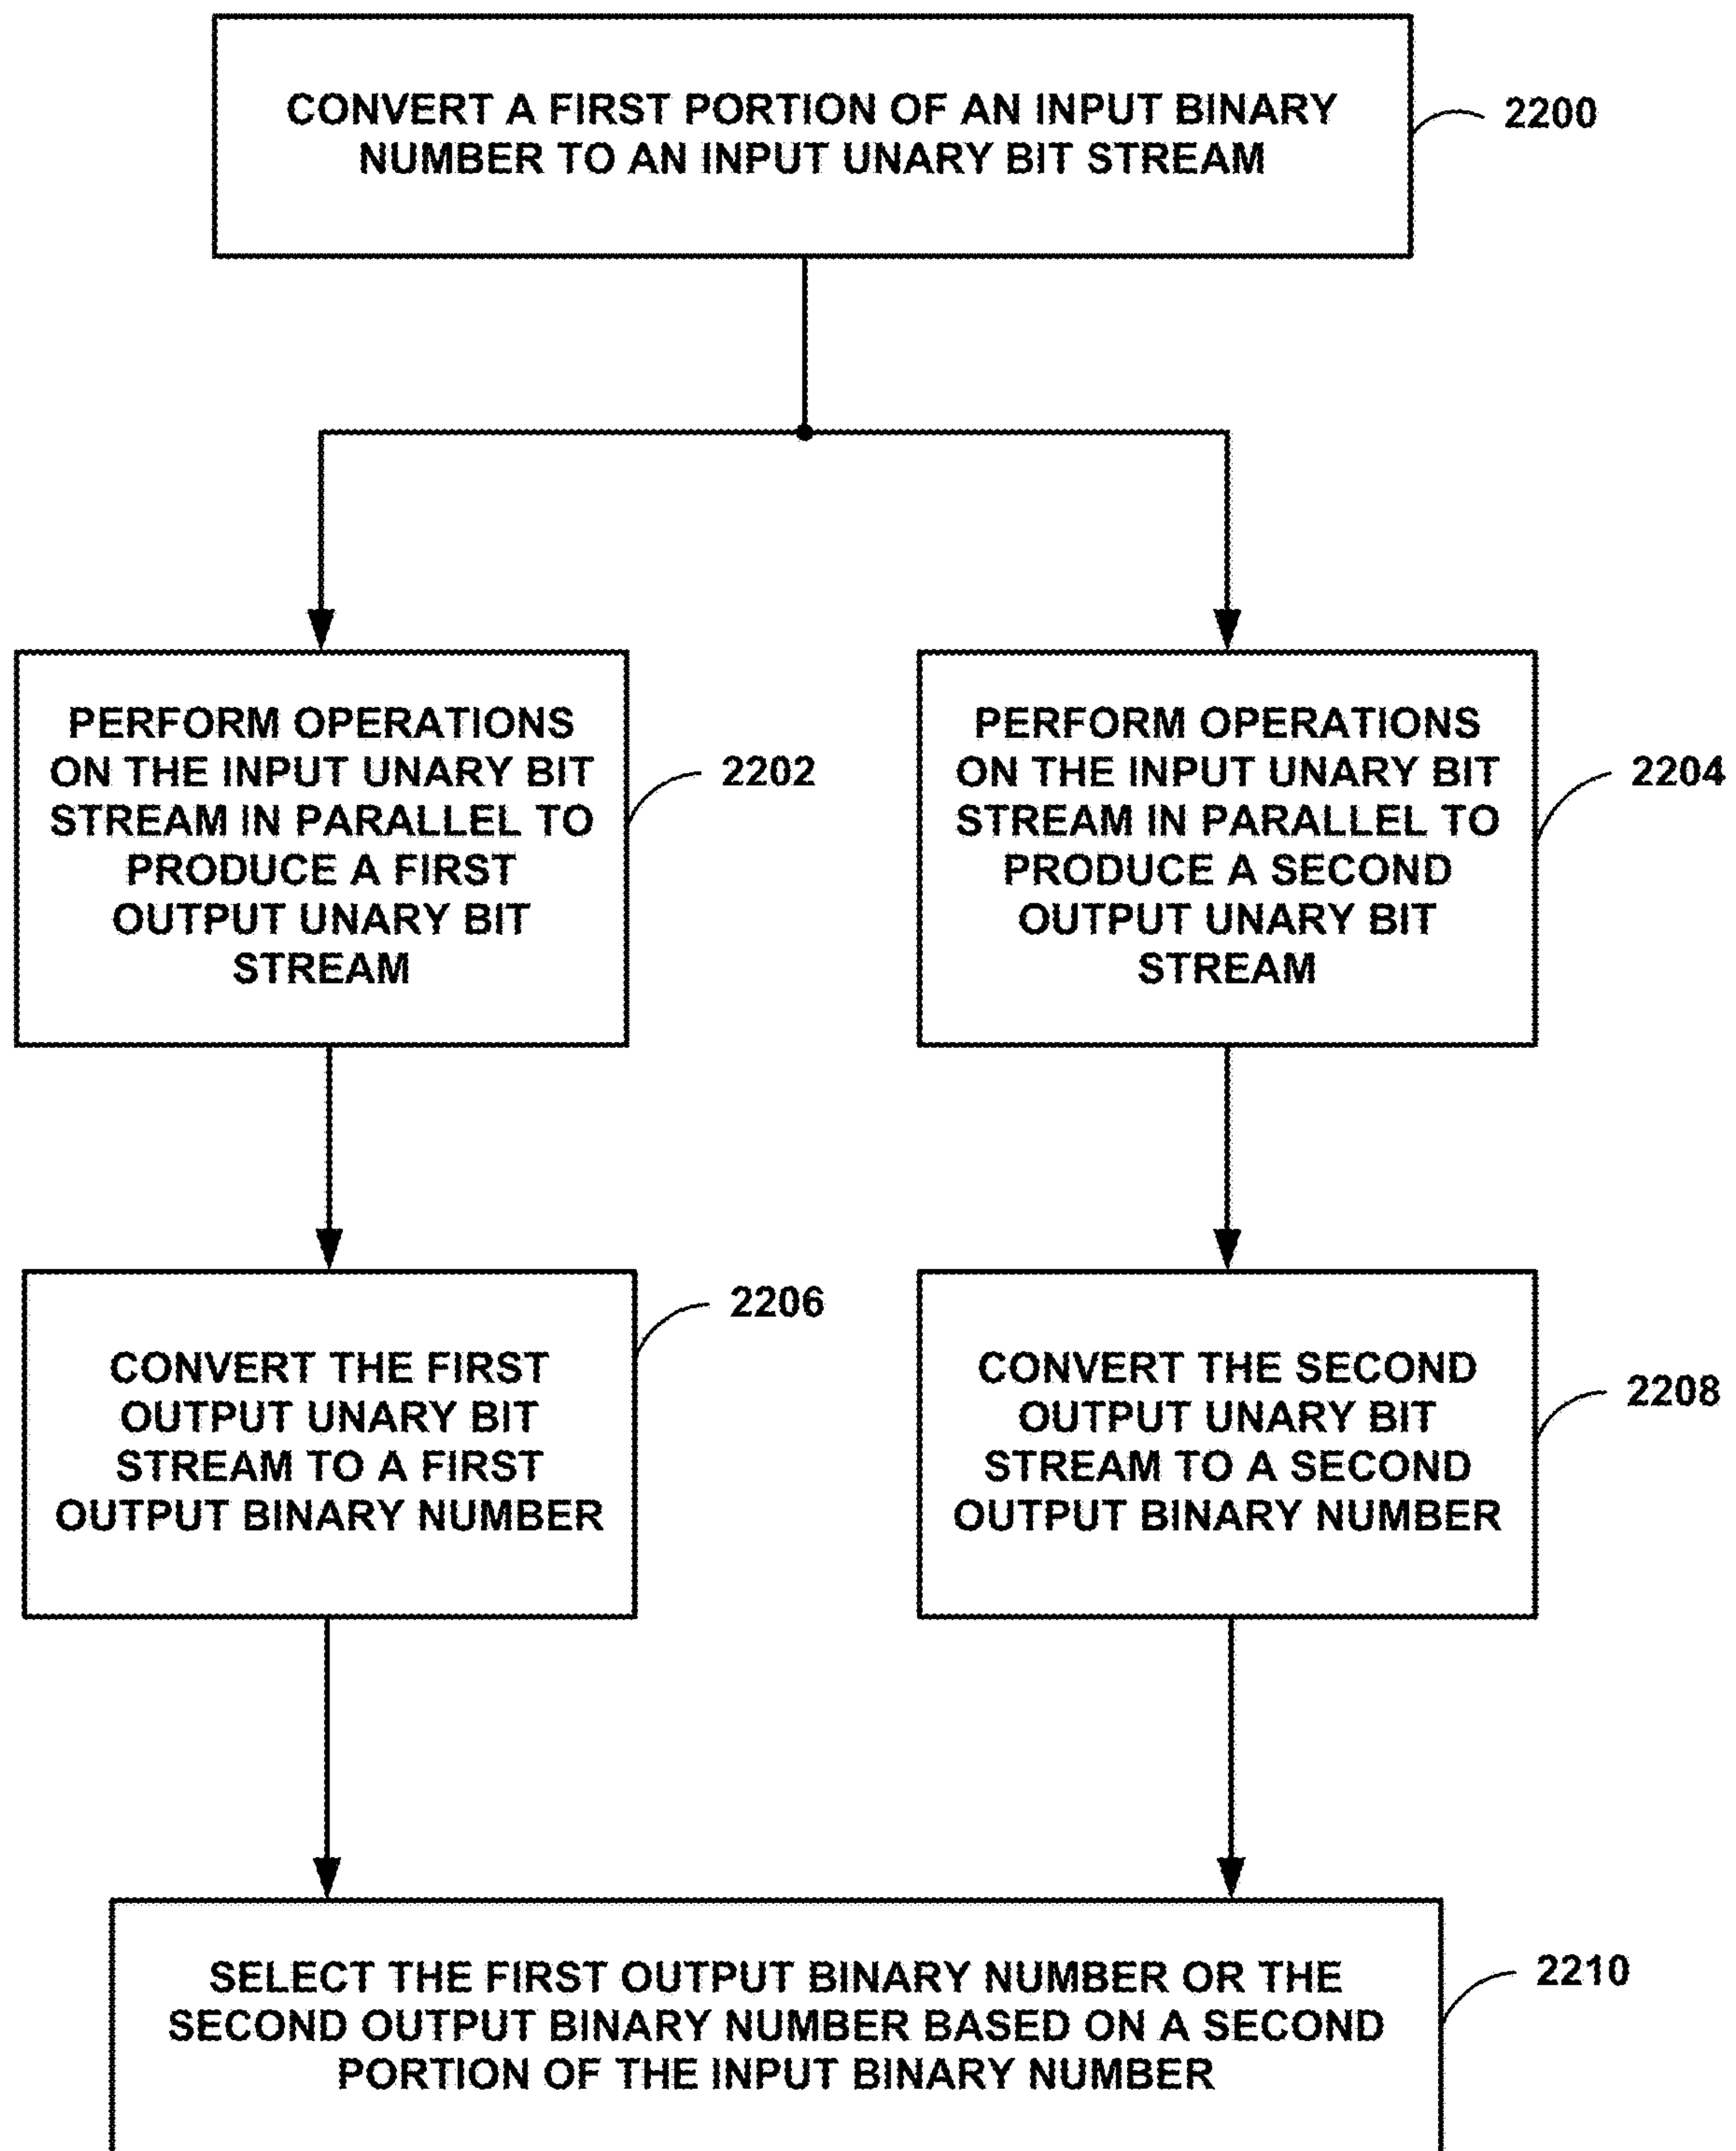 CONVERT A FIRST PORTION OF AN INPUT BINARY
NUMBER TO AN INPUT UNARY BIT STREAM
2200
PERFORM OPERATIONS
ON THE INPUT UNARY BIT
STREAM IN PARALLEL TO
PRODUCE A FIRST
OUTPUT UNARY BIT
STREAM
2202
PERFORM OPERATIONS
ON THE INPUT UNARY BIT
STREAM IN PARALLEL TO
PRODUCE A SECOND
OUTPUT UNARY BIT
STREAM
2204
CONVERT THE FIRST
OUTPUT UNARY BIT
STREAM TO A FIRST
OUTPUT BINARY NUMBER
2206
CONVERT THE SECOND
OUTPUT UNARY BIT
STREAM TO A SECOND
OUTPUT BINARY NUMBER
2208
SELECT THE FIRST OUTPUT BINARY NUMBER OR THE
SECOND OUTPUT BINARY NUMBER BASED ON A SECOND
PORTION OF THE INPUT BINARY NUMBER
2210